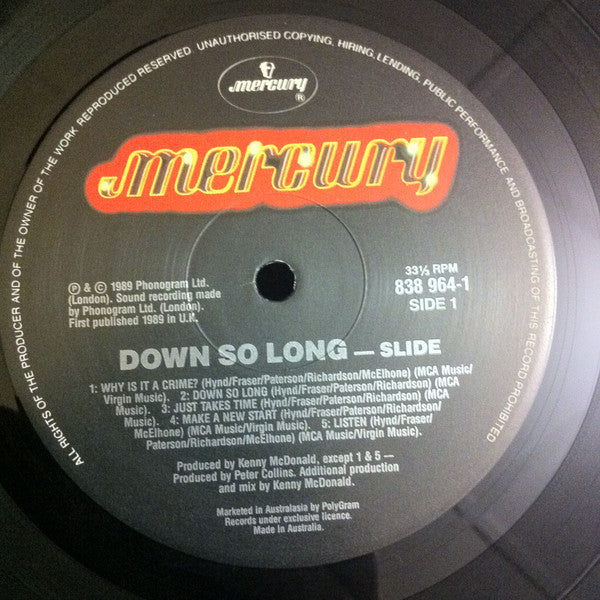 ALL RIGHTS OF THE PRODUCER AND OF THE OWNER OF THE WORK REPRODUCED RESERVED. UNAUTHORISED COPYING, HIRING, LENDING, PUBLIC PERFORMANCE AND BROADCASTING OF THIS RECORD PROHIBITED
mercury
®
mercury
℗ & © 1989 Phonogram Ltd.
(London). Sound recording made
by Phonogram Ltd. (London).
First published 1989 in U.K.
33⅓ RPM
838 964-1
SIDE 1
DOWN SO LONG — SLIDE
1: WHY IS IT A CRIME? (Hynd/Fraser/Paterson/Richardson/McElhone) (MCA Music/
Virgin Music). 2: DOWN SO LONG (Hynd/Fraser/Paterson/Richardson) (MCA
Music). 3: JUST TAKES TIME (Hynd/Fraser/Paterson/Richardson) (MCA
Music). 4: MAKE A NEW START (Hynd/Fraser/Paterson/Richardson/
McElhone) (MCA Music/Virgin Music). 5: LISTEN (Hynd/Fraser/
Paterson/Richardson/McElhone) (MCA Music/Virgin Music).
Produced by Kenny McDonald, except 1 & 5 —
Produced by Peter Collins. Additional production
and mix by Kenny McDonald.
Marketed in Australasia by PolyGram
Records under exclusive licence.
Made in Australia.